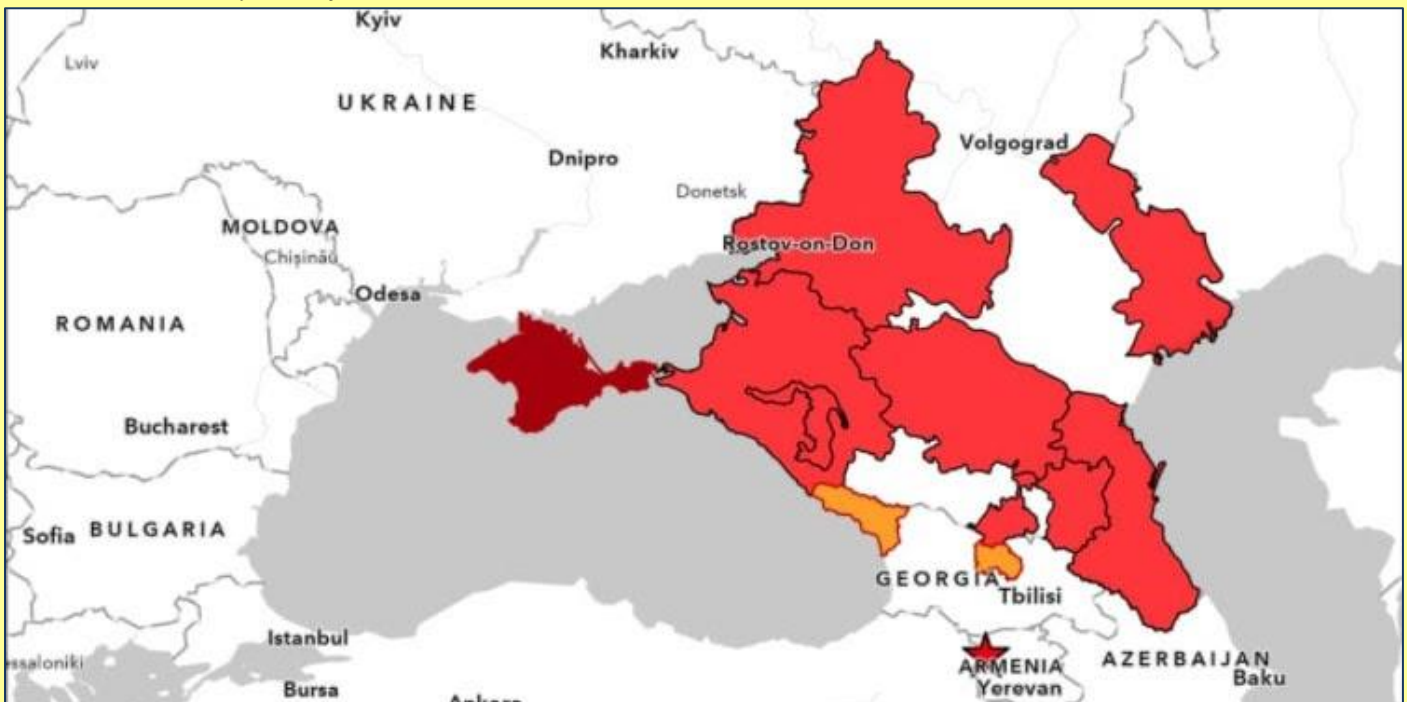 Kyiv
Kharkiv
Lviv
UKRAINE
Volgograd
Dnipro
Donetsk
MOLDOVA
Rostov-on-Don
Chișinău
Odesa
ROMANIA
Bucharest
Sofia BULGARIA
GEORGIA
Tbilisi
Istanbul
ARMENIA
AZERBAIJAN
Baku
Yerevan
Bursa